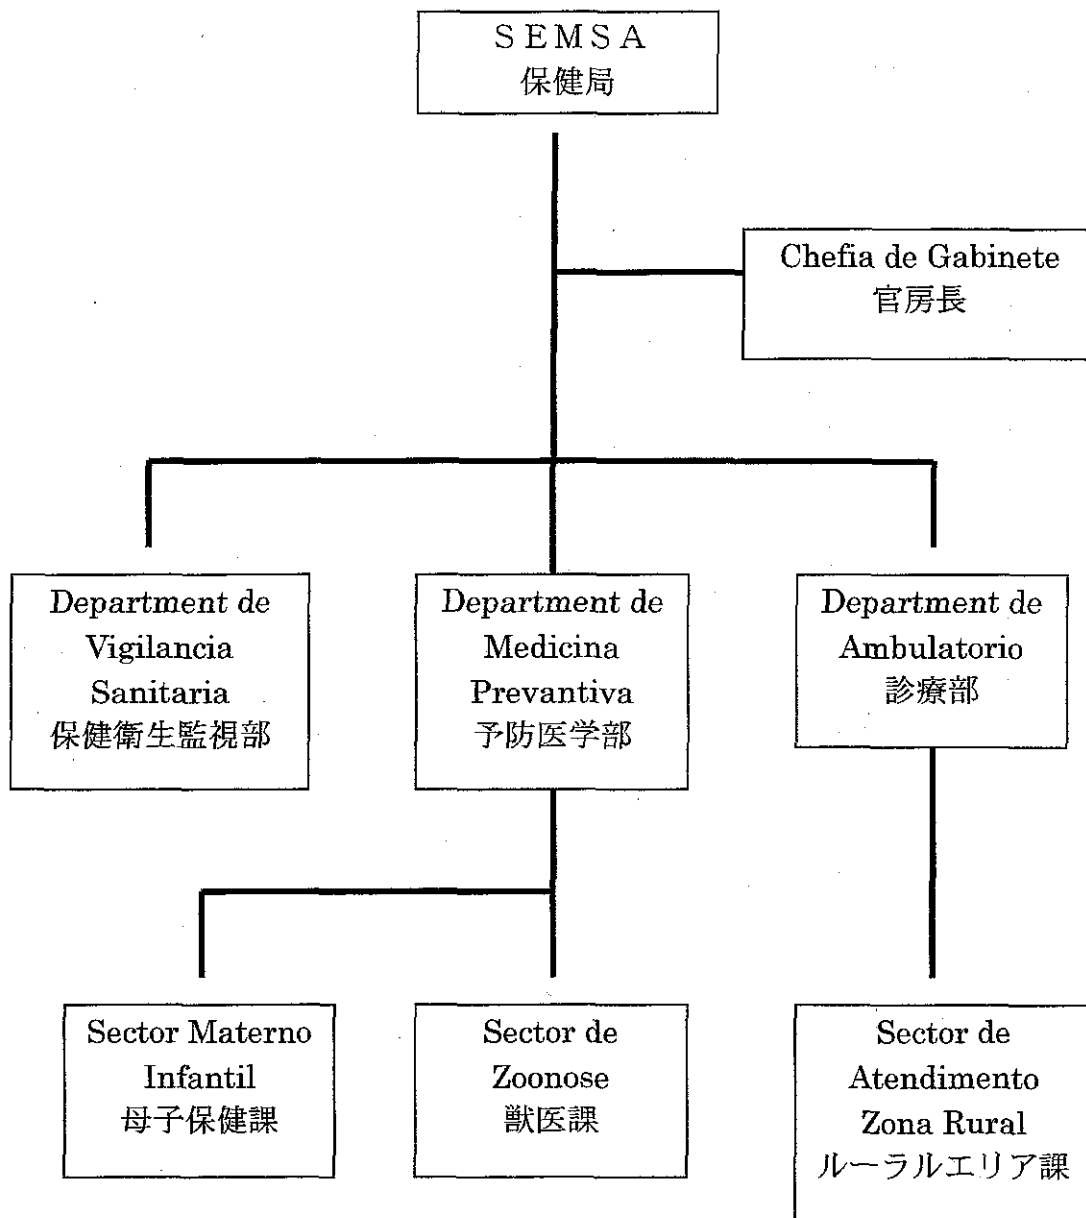 ＳＥＭＳＡ
保健局
Chefia de Gabinete
官房長
Department de
Vigilancia
Sanitaria
保健衛生監視部
Department de
Medicina
Prevantiva
予防医学部
Department de
Ambulatorio
診療部
Sector Materno
Infantil
母子保健課
Sector de
Zoonose
獣医課
Sector de
Atendimento
Zona Rural
ルーラルエリア課